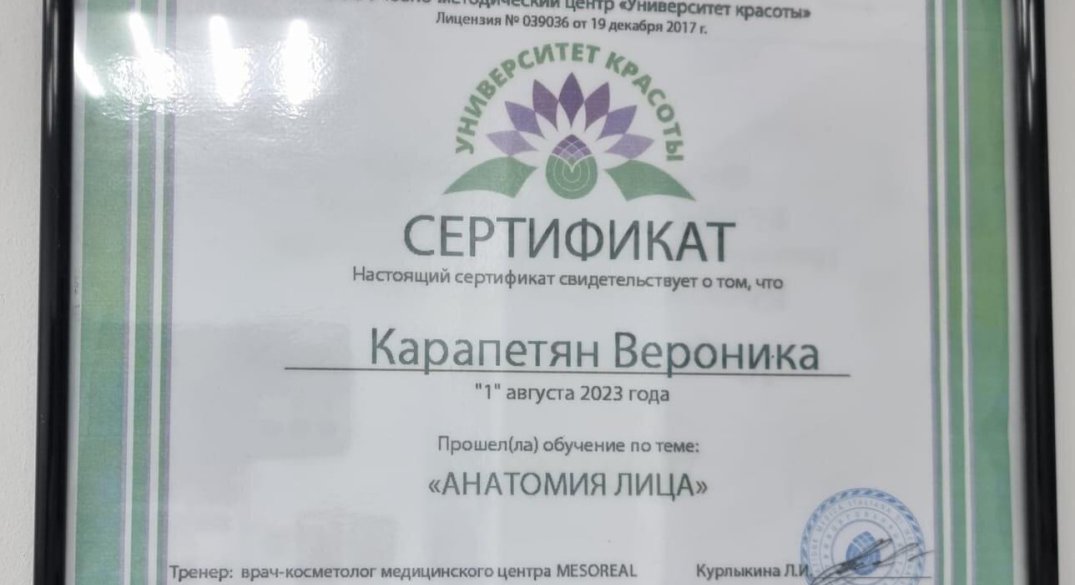 методический центр «Университет красоты»
Лицензия № 039036 от 19 декабря 2017 г.
УНИВЕРСИТЕТ КРАСОТЫ
СЕРТИФИКАТ
Настоящий сертификат свидетельствует о том, что
Карапетян Вероника
"1" августа 2023 года
Прошел(ла) обучение по теме:
«АНАТОМИЯ ЛИЦА»
Тренер: врач-косметолог медицинского центра MESOREAL Курлыкина Л.И.